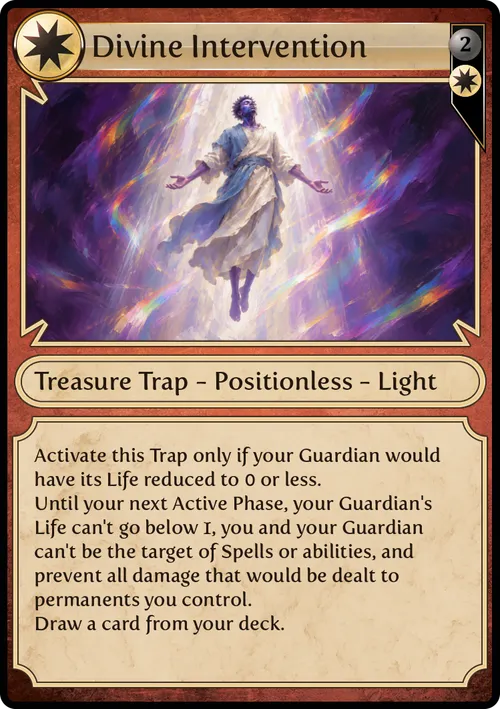 Divine Intervention
2
Treasure Trap - Positionless - Light
Activate this Trap only if your Guardian would
have its Life reduced to 0 or less.
Until your next Active Phase, your Guardian's
Life can't go below 1, you and your Guardian
can't be the target of Spells or abilities, and
prevent all damage that would be dealt to
permanents you control.
Draw a card from your deck.